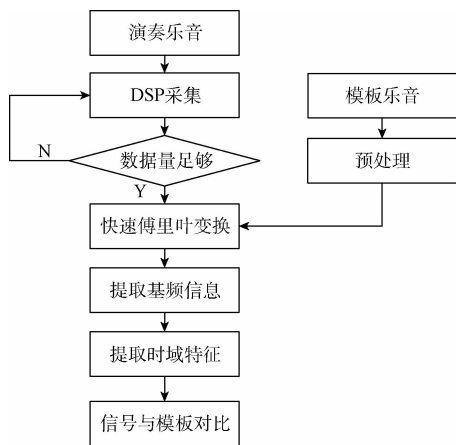 演奏乐音
DSP采集
模板乐音
N
数据量足够
预处理
Y
快速傅里叶变换
提取基频信息
提取时域特征
信号与模板对比